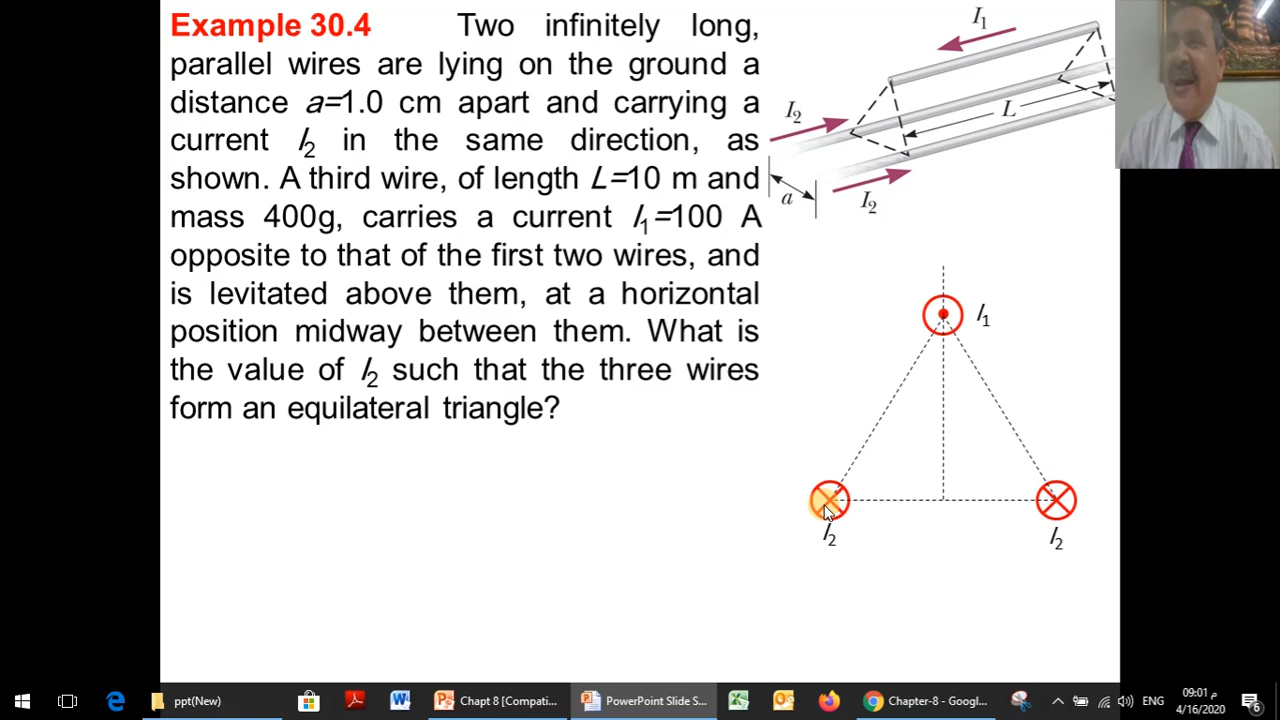 Example 30.4 Two infinitely long,
parallel wires are lying on the ground a
distance a=1.0 cm apart and carrying a
current I2 in the same direction, as
shown. A third wire, of length L=10 m and
mass 400g, carries a current I1=100 A
opposite to that of the first two wires, and
is levitated above them, at a horizontal
position midway between them. What is
the value of I2 such that the three wires
form an equilateral triangle?
I1
I2
L
a
I2
I1
I2
I2
ppt(New)
Chapt 8 [Compati...
PowerPoint Slide S...
Chapter-8 - Googl...
ENG
09:01 م
4/16/2020
6